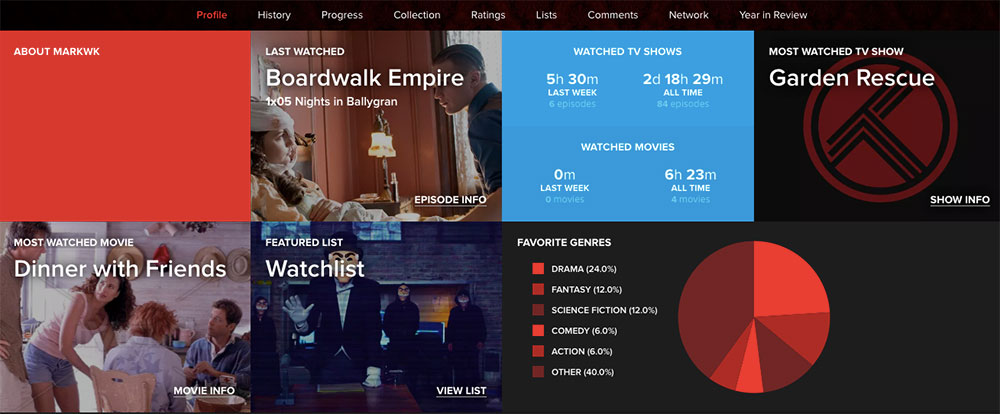 Profile
History
Progress
Collection
Ratings
Lists
Comments
Network
Year in Review
ABOUT MARKWK
LAST WATCHED
Boardwalk Empire
1x05 Nights in Ballygran
EPISODE INFO
WATCHED TV SHOWS
5h 30m
LAST WEEK
6 episodes
2d 18h 29m
ALL TIME
84 episodes
WATCHED MOVIES
0m
LAST WEEK
0 movies
6h 23m
ALL TIME
4 movies
MOST WATCHED TV SHOW
Garden Rescue
SHOW INFO
MOST WATCHED MOVIE
Dinner with Friends
MOVIE INFO
FEATURED LIST
Watchlist
VIEW LIST
FAVORITE GENRES
DRAMA (24.0%)
FANTASY (12.0%)
SCIENCE FICTION (12.0%)
COMEDY (6.0%)
ACTION (6.0%)
OTHER (40.0%)